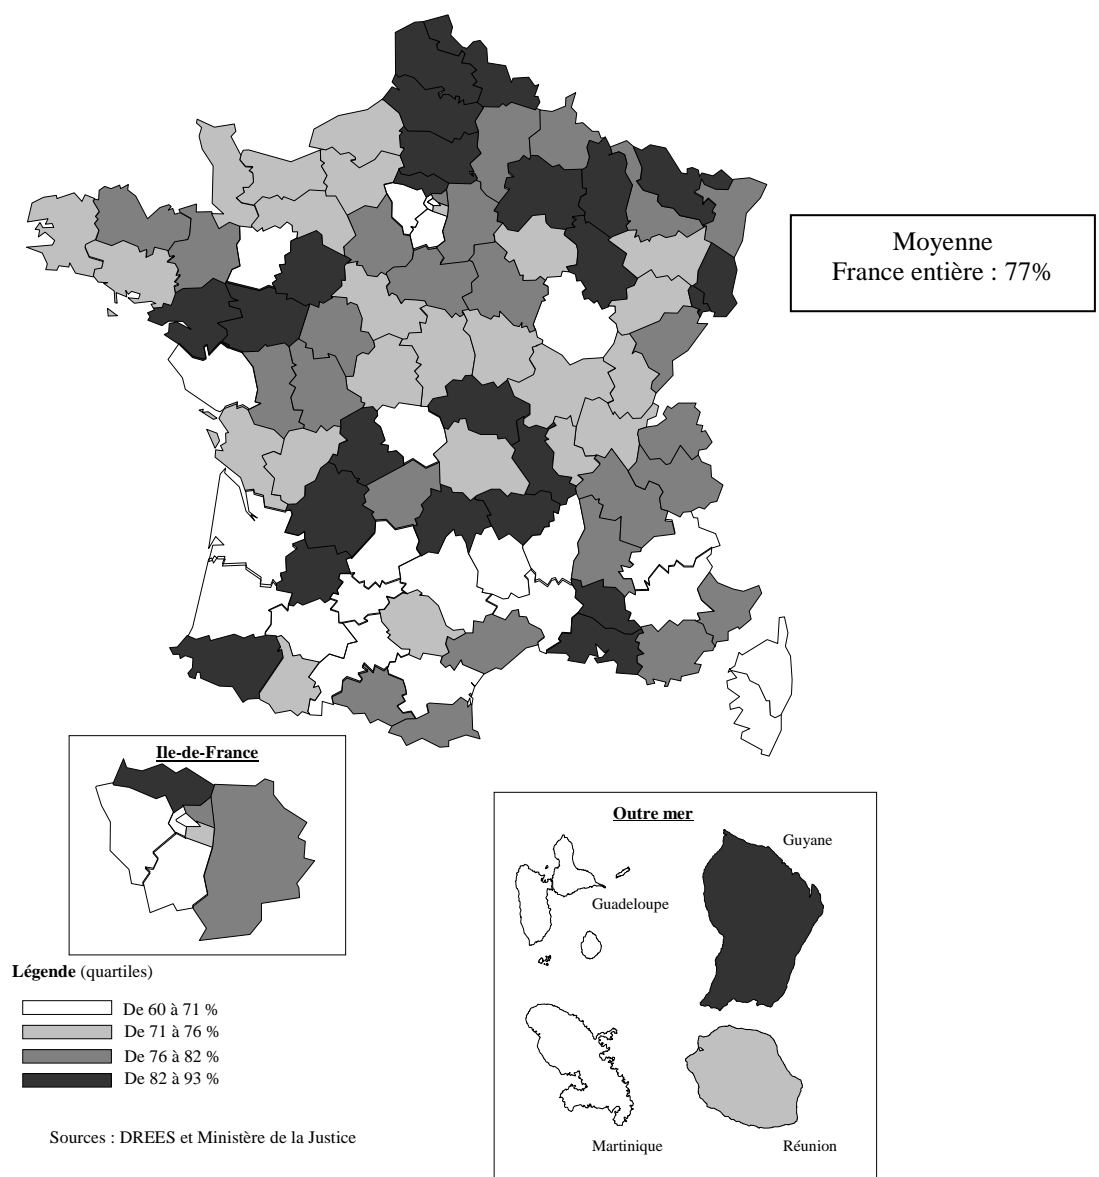 Moyenne
France entière : 77%
Ile-de-France
Outre mer
Guyane
Guadeloupe
Martinique
Réunion
Légende (quartiles)
De 60 à 71 %
De 71 à 76 %
De 76 à 82 %
De 82 à 93 %
Sources : DREES et Ministère de la Justice